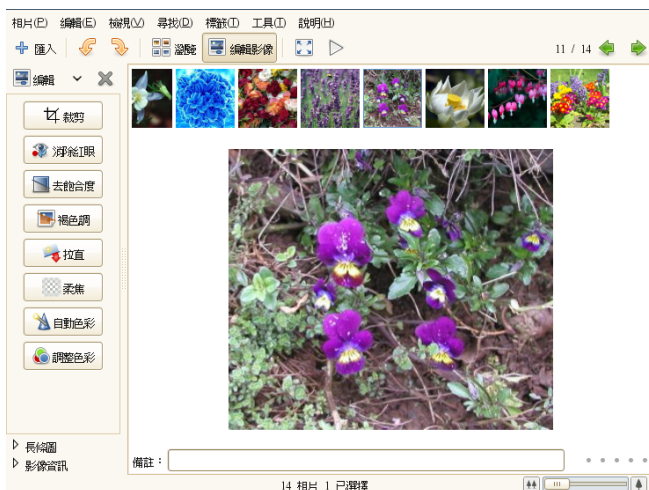 相片(P) 編輯(E) 檢視(V) 尋找(D) 標籤(T) 工具(T) 說明(H)
匯入 瀏覽 編輯影像 11 / 14
編輯
裁剪
消除紅眼
去飽合度
褐色調
拉直
柔焦
自動色彩
調整色彩
長條圖
影像資訊
備註：
14 相片 1 已選擇